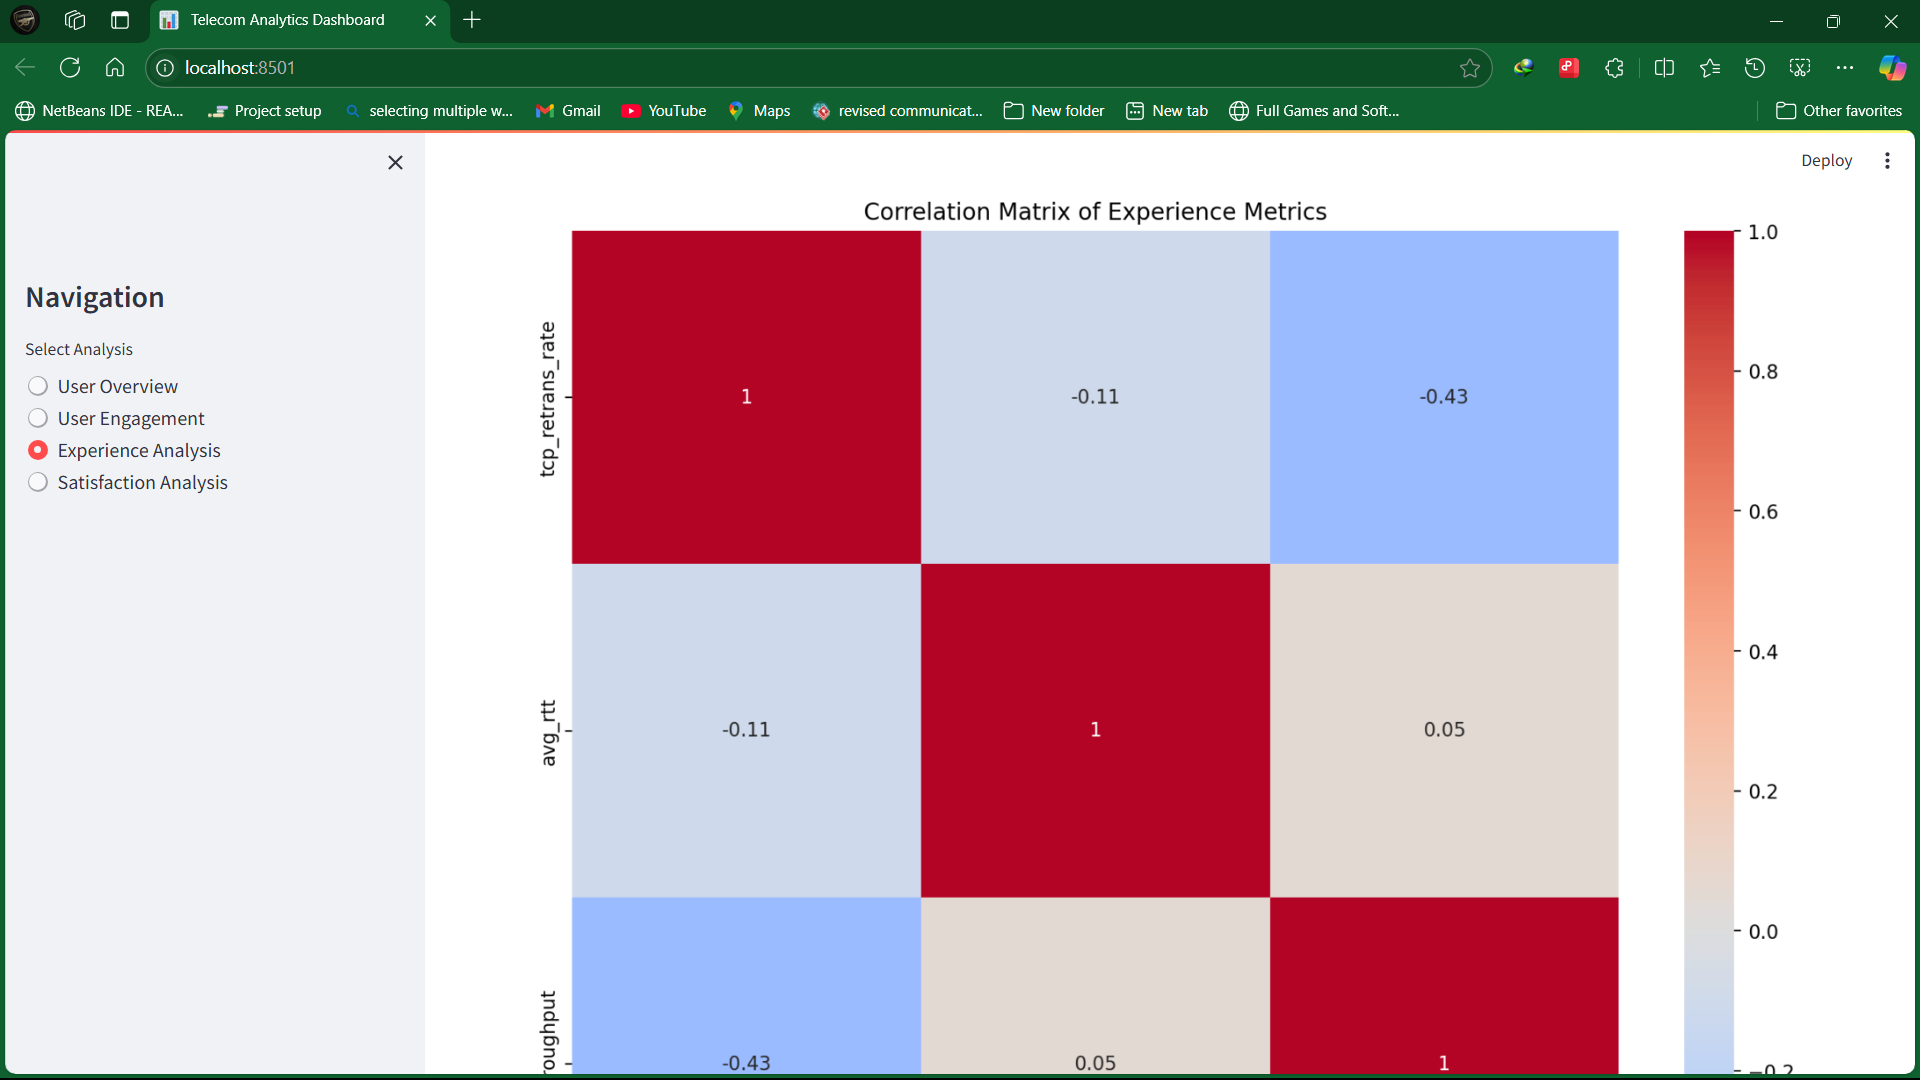 Telecom Analytics Dashboard
localhost:8501
NetBeans IDE - REA...
Project setup
selecting multiple w...
Gmail
YouTube
Maps
revised communicat...
New folder
New tab
Full Games and Soft...
Other favorites
Deploy
Navigation
Select Analysis
User Overview
User Engagement
Experience Analysis
Satisfaction Analysis
Correlation Matrix of Experience Metrics
tcp_retrans_rate
1
-0.11
-0.43
avg_rtt
-0.11
1
0.05
roughput
-0.43
0.05
1
1.0
0.8
0.6
0.4
0.2
0.0
−0.2